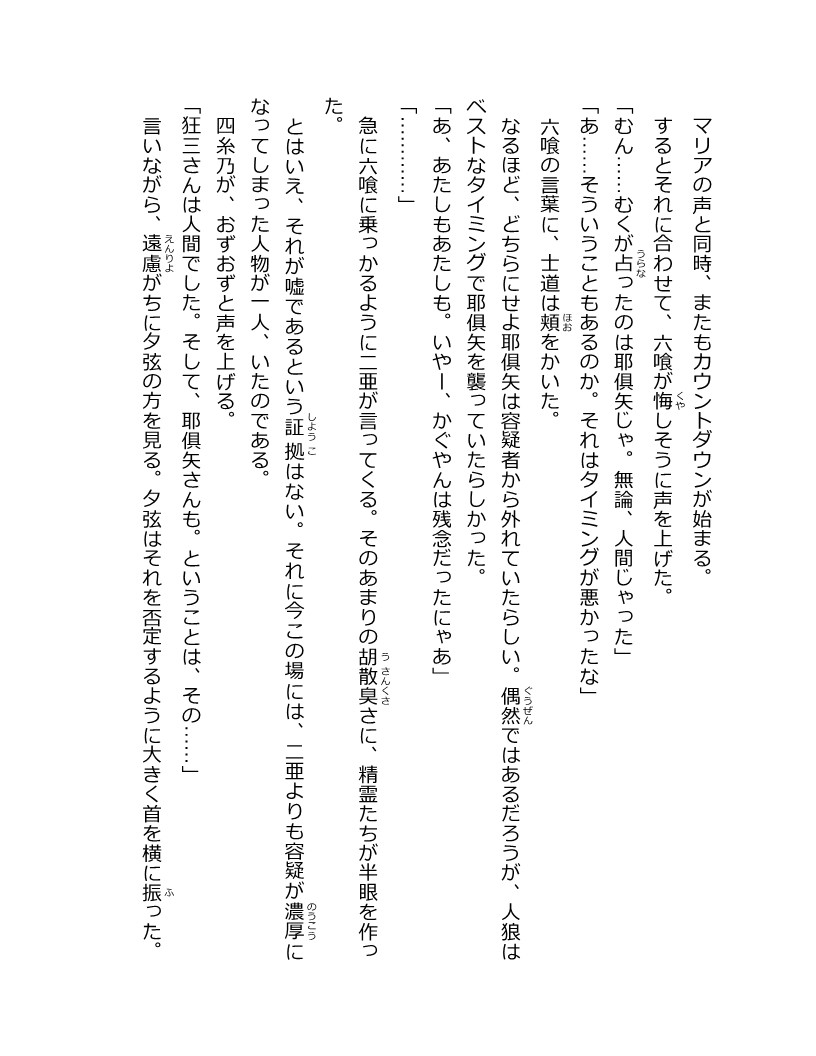 マリアの声と同時、またもカウントダウンが始まる。
するとそれに合わせて、六喰が悔しそうに声を上げた。
「むん……むくが占ったのは耶倶矢じゃ。無論、人間じゃった」
「あ……そういうこともあるのか。それはタイミングが悪かったな」
六喰の言葉に、士道は頬をかいた。
なるほど、どちらにせよ耶倶矢は容疑者から外れていたらしい。偶然ではあるだろうが、人狼は
ベストなタイミングで耶倶矢を襲っていたらしかった。
「あ、あたしもあたしも。いやー、かぐやんは残念だったにゃあ」
「…………」
急に六喰に乗っかるように二亜が言ってくる。そのあまりの胡散臭さに、精霊たちが半眼を作っ
た。
とはいえ、それが嘘であるという証拠はない。それに今この場には、二亜よりも容疑が濃厚に
なってしまった人物が一人、いたのである。
四糸乃が、おずおずと声を上げる。
「狂三さんは人間でした。そして、耶倶矢さんも。ということは、その……」
言いながら、遠慮がちに夕弦の方を見る。夕弦はそれを否定するように大きく首を横に振った。